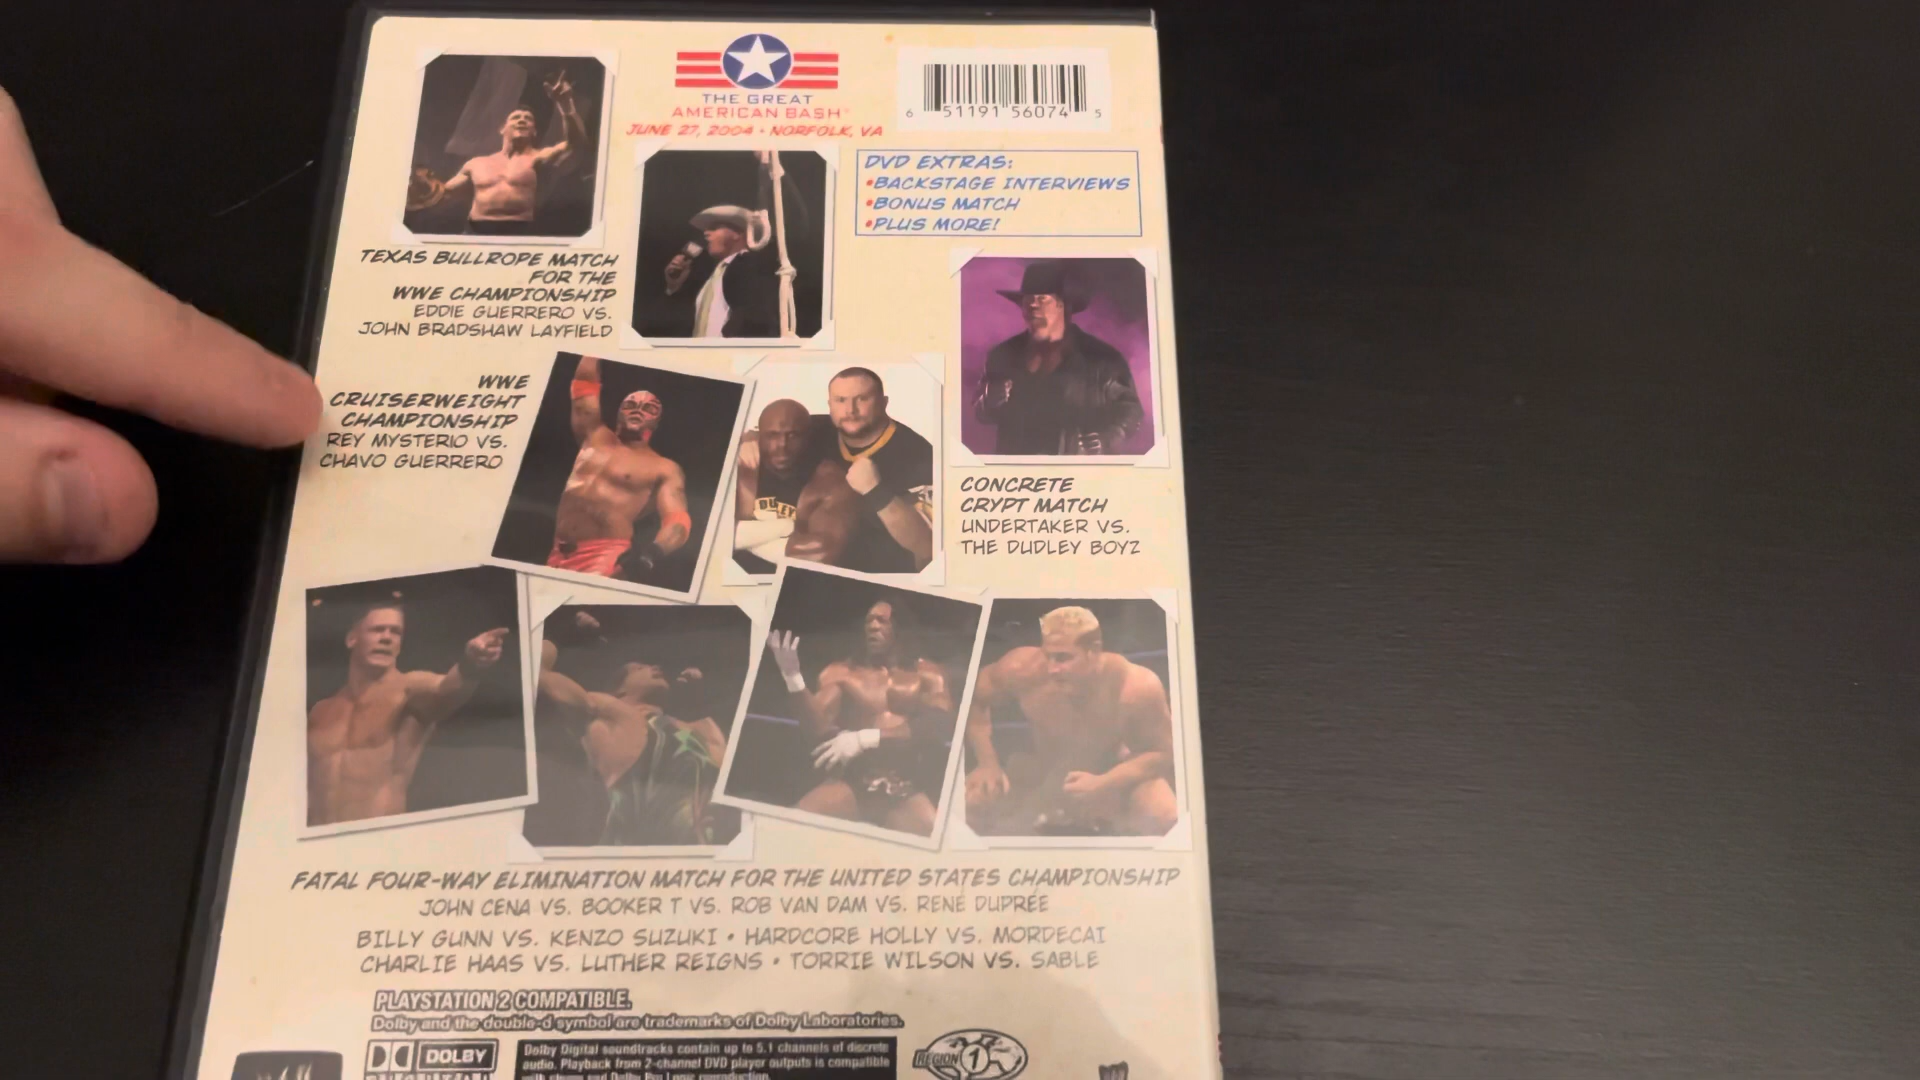 THE GREAT
AMERICAN BASH
JUNE 27, 2004 • NORFOLK, VA
6 51191 56074 5
DVD EXTRAS:
•BACKSTAGE INTERVIEWS
•BONUS MATCH
•PLUS MORE!
TEXAS BULLROPE MATCH
FOR THE
WWE CHAMPIONSHIP
EDDIE GUERRERO VS.
JOHN BRADSHAW LAYFIELD
WWE
CRUISERWEIGHT
CHAMPIONSHIP
REY MYSTERIO VS.
CHAVO GUERRERO
CONCRETE
CRYPT MATCH
UNDERTAKER VS.
THE DUDLEY BOYZ
FATAL FOUR-WAY ELIMINATION MATCH FOR THE UNITED STATES CHAMPIONSHIP
JOHN CENA VS. BOOKER T VS. ROB VAN DAM VS. RENÉ DUPRÉE
BILLY GUNN VS. KENZO SUZUKI • HARDCORE HOLLY VS. MORDECAI
CHARLIE HAAS VS. LUTHER REIGNS • TORRIE WILSON VS. SABLE
PLAYSTATION 2 COMPATIBLE.
Dolby and the double-d symbol are trademarks of Dolby Laboratories.
DOLBY
Dolby Digital soundtracks contain up to 5.1 channels of discrete
audio. Playback from 2-channel DVD player outputs is compatible
REGION 1